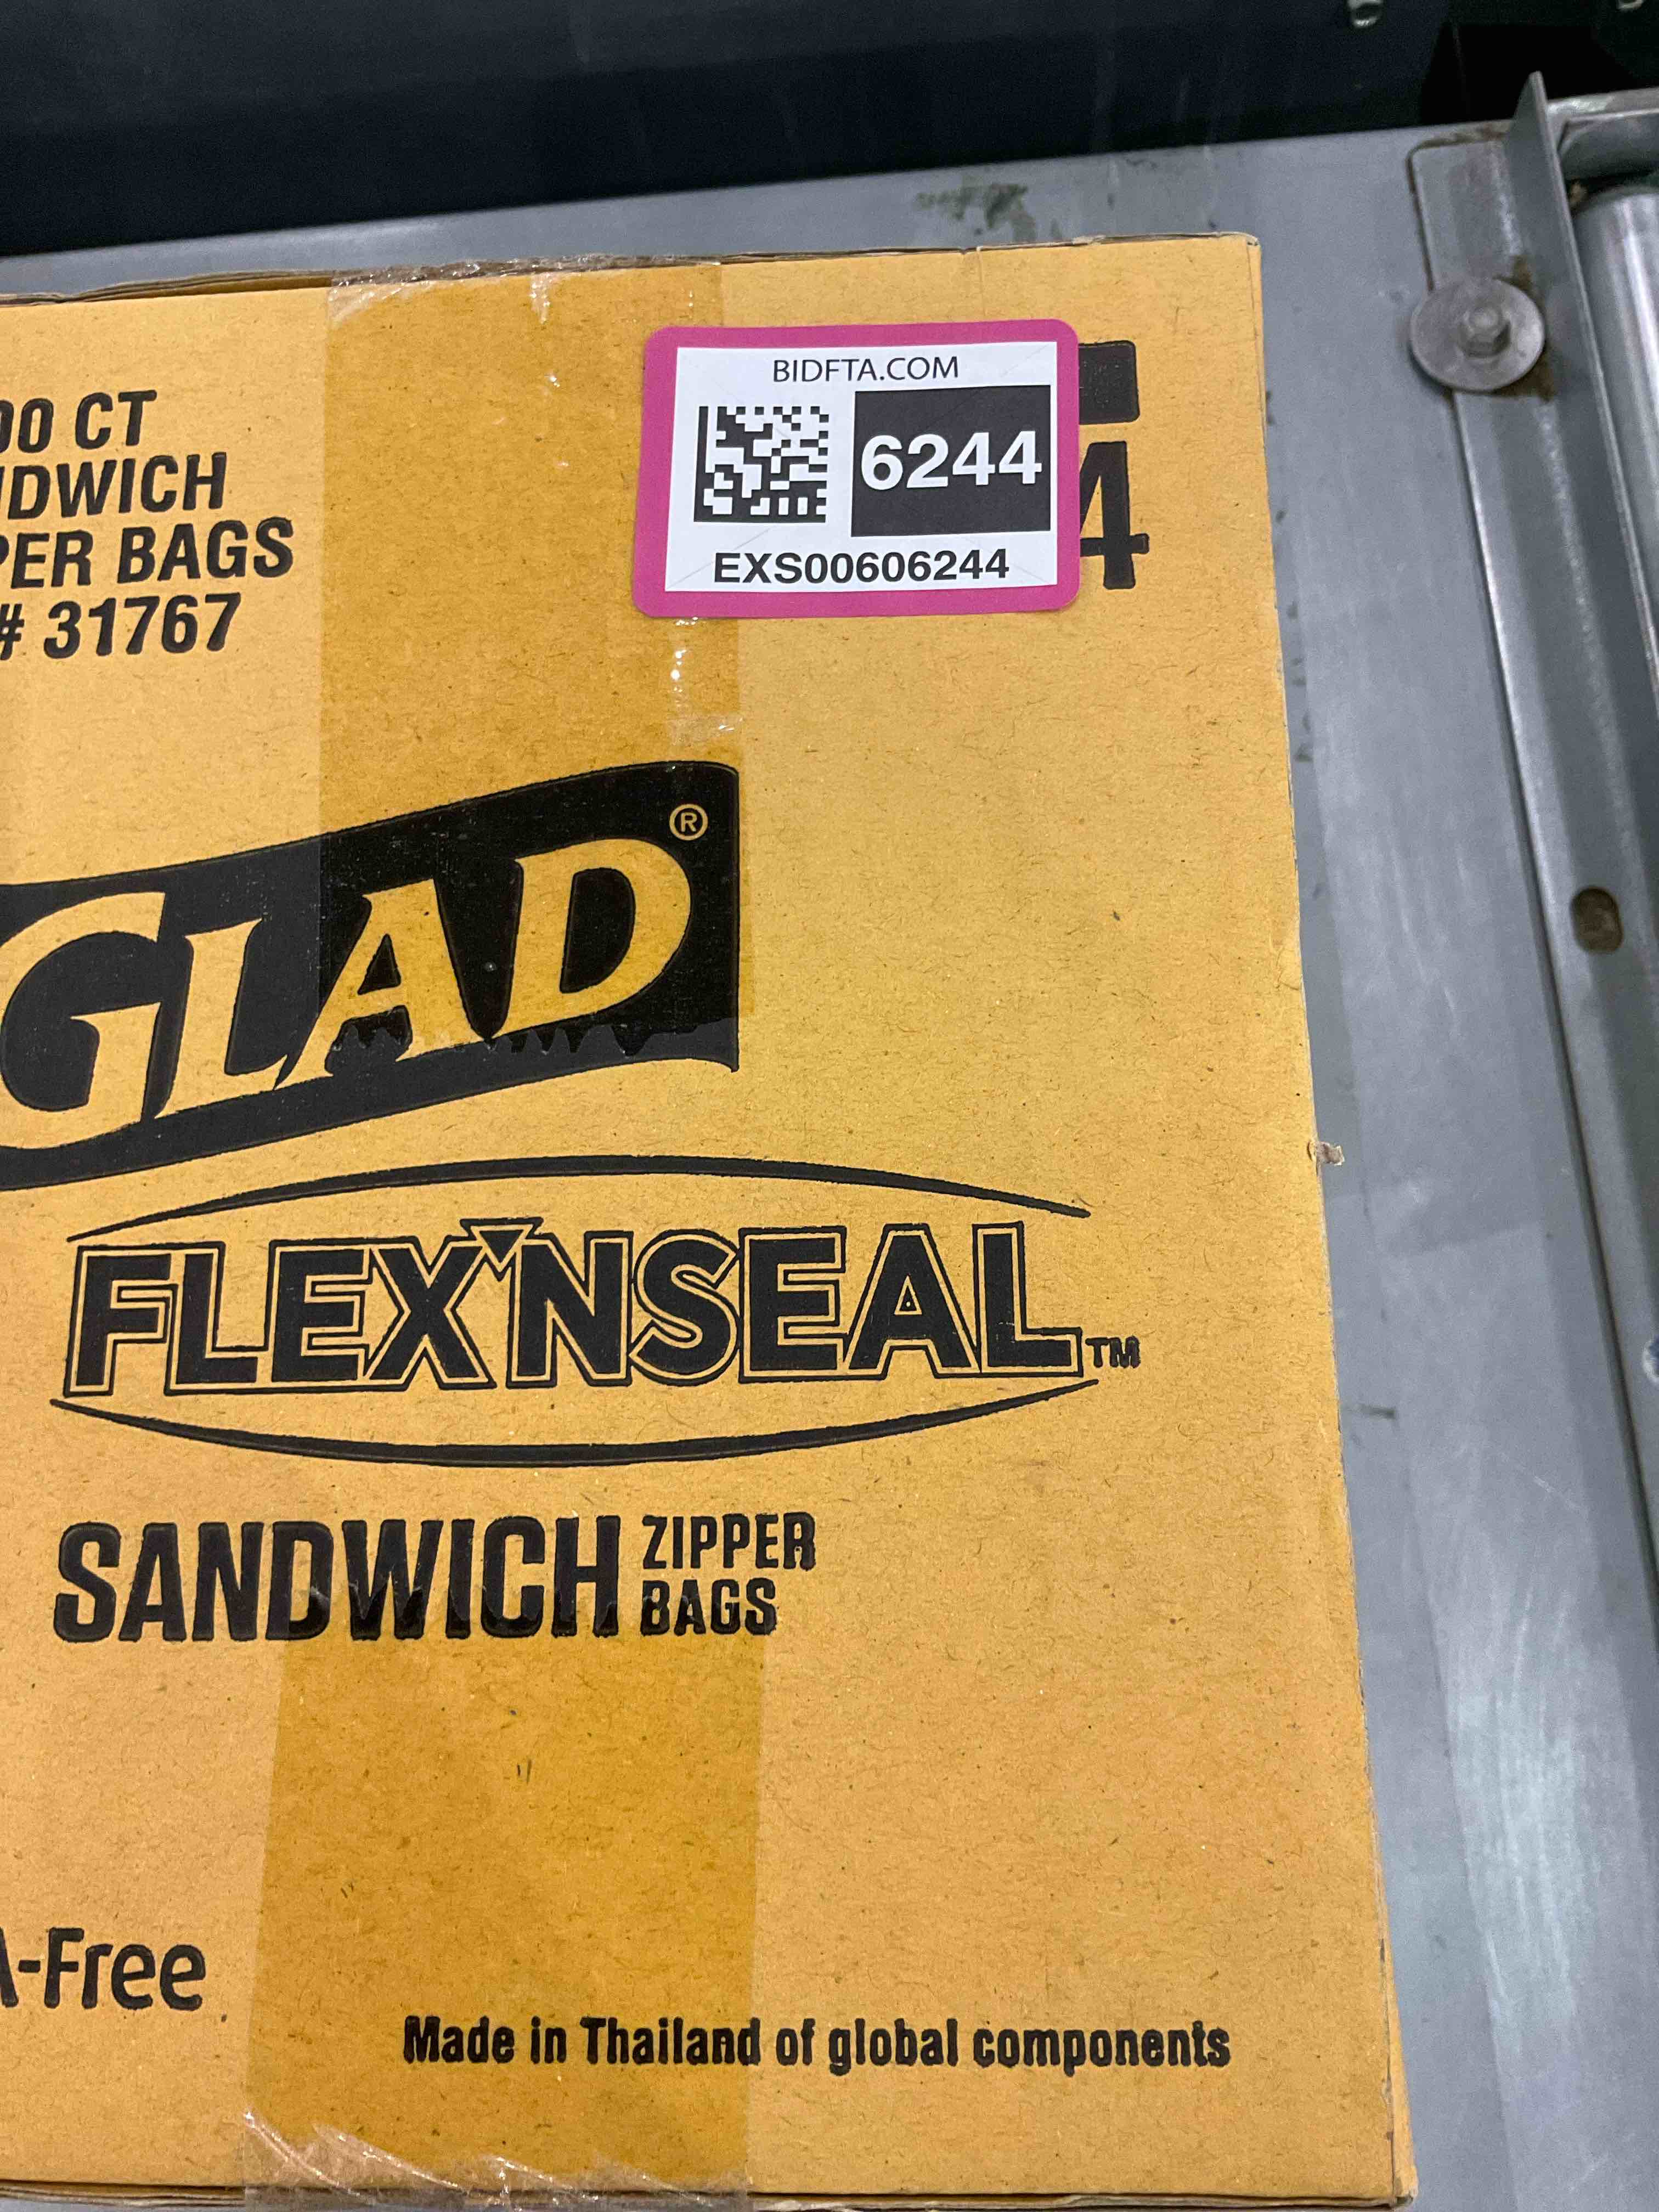 BIDFTA.COM
6244
EXS00606244
00 CT
DWICH
PER BAGS
# 31767
4
GLAD®
FLEX'NSEAL™
SANDWICH ZIPPER
BAGS
-Free
Made in Thailand of global components